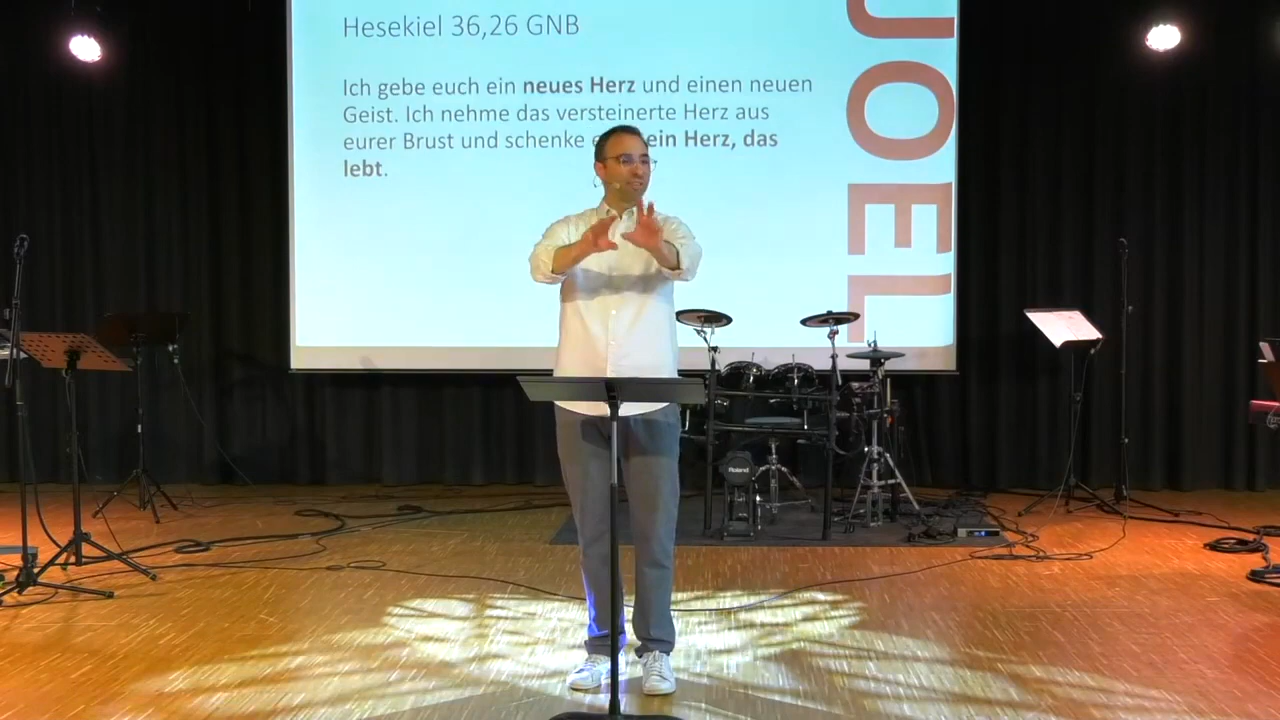 Hesekiel 36,26 GNB
Ich gebe euch ein neues Herz und einen neuen
Geist. Ich nehme das versteinerte Herz aus
eurer Brust und schenke ein Herz, das
lebt.
JOEL
Roland